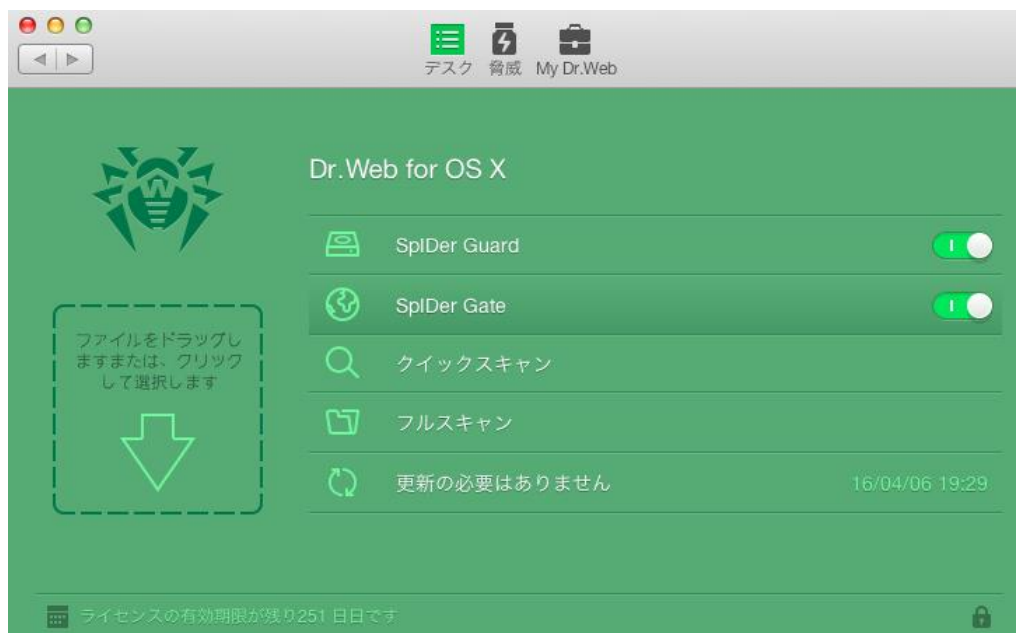 デスク 脅威 My Dr.Web
Dr.Web for OS X
SpIDer Guard
SpIDer Gate
ファイルをドラッグし
ますまたは、クリック
して選択します
クイックスキャン
フルスキャン
更新の必要はありません 16/04/06 19:29
ライセンスの有効期限が残り251 日日です